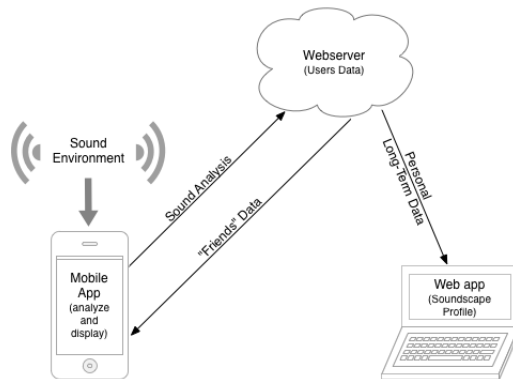 Webserver
(Users Data)
Sound
Environment
Sound Analysis
"Friends" Data
Personal
Long-Term Data
Mobile
App
(analyze
and
display)
Web app
(Soundscape
Profile)